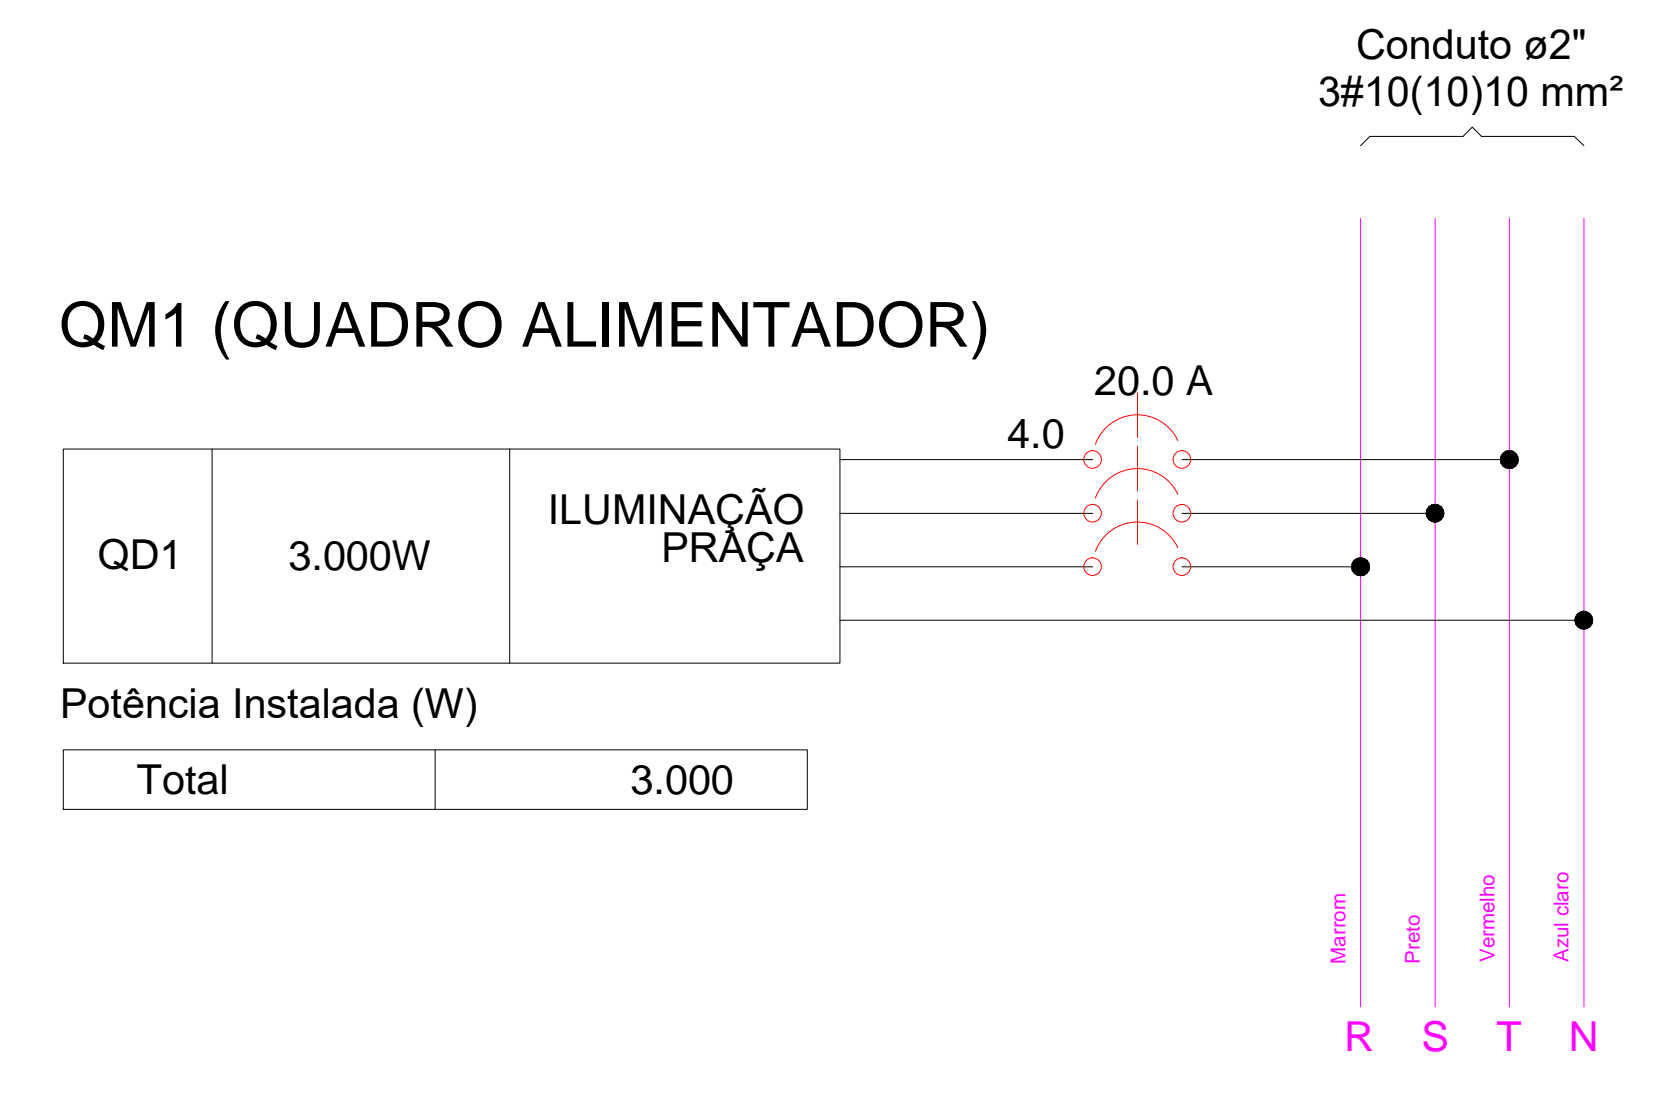 Conduto ø2"
3#10(10)10 mm²
QM1 (QUADRO ALIMENTADOR)
20.0 A
4.0
QD1
3.000W
ILUMINAÇÃO
PRAÇA
Potência Instalada (W)
Total
3.000
Marrom
Preto
Vermelho
Azul claro
R
S
T
N